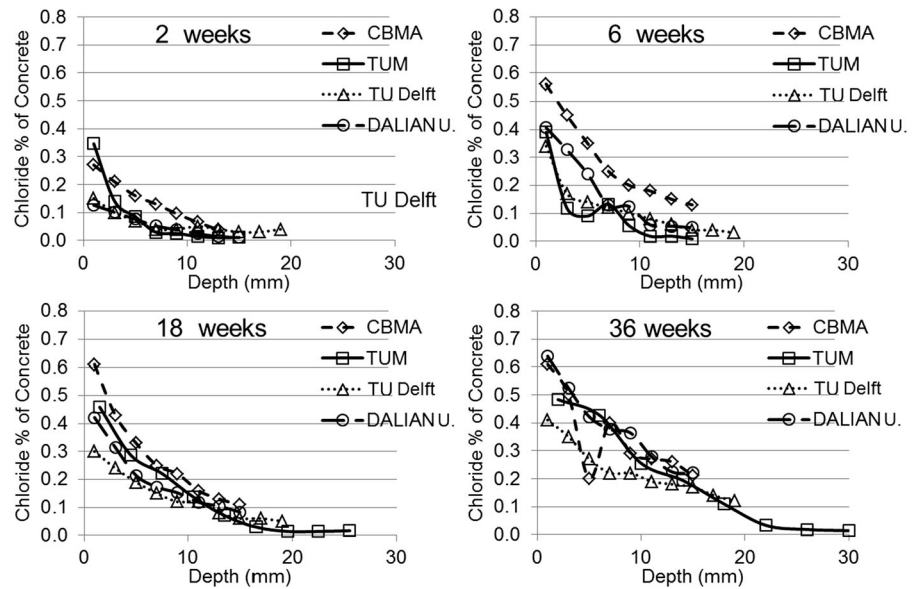 2 weeks
Chloride % of Concrete
0.8
0.7
0.6
0.5
0.4
0.3
0.2
0.1
0.0
0 10 20 30
Depth (mm)
CBMA
TUM
TU Delft
DALIAN U.
TU Delft
6 weeks
Chloride % of Concrete
0.8
0.7
0.6
0.5
0.4
0.3
0.2
0.1
0.0
0 10 20 30
Depth (mm)
CBMA
TUM
TU Delft
DALIAN U.
18 weeks
Chloride % of Concrete
0.8
0.7
0.6
0.5
0.4
0.3
0.2
0.1
0.0
0 10 20 30
Depth (mm)
CBMA
TUM
TU Delft
DALIAN U.
36 weeks
Chloride % of Concrete
0.8
0.7
0.6
0.5
0.4
0.3
0.2
0.1
0.0
0 10 20 30
Depth (mm)
CBMA
TUM
TU Delft
DALIAN U.